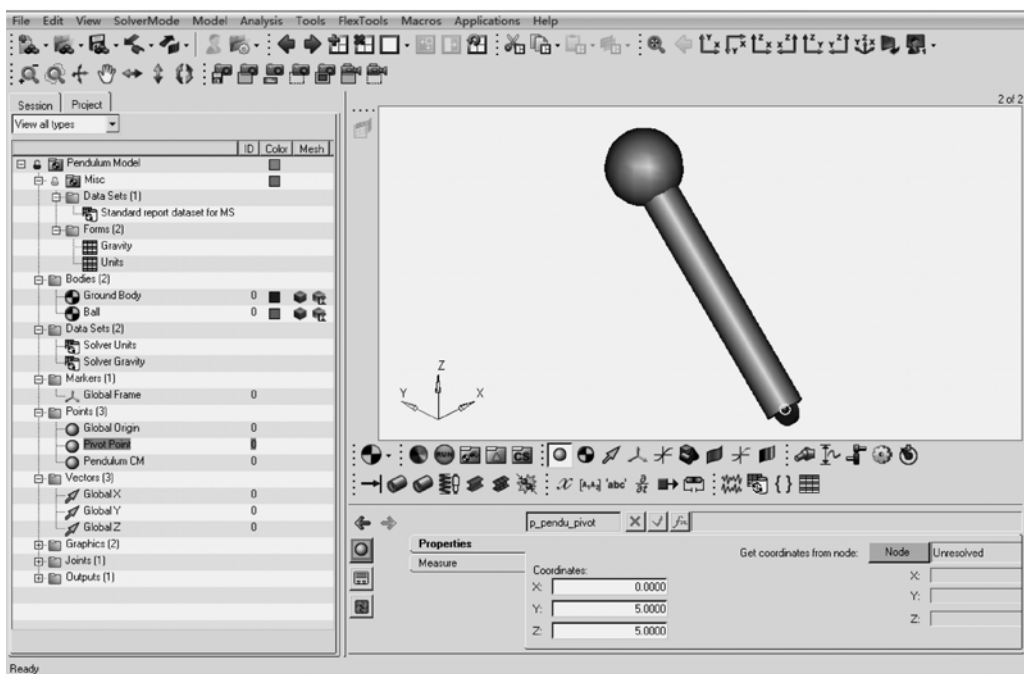 File Edit View SolverMode Model Analysis Tools FlexTools Macros Applications Help
Session Project
View all types
ID Color Mesh
Pendulum Model
Misc
Data Sets (1)
Standard report dataset for MS
Forms (2)
Gravity
Units
Bodies (2)
Ground Body 0
Ball 0
Data Sets (2)
Solver Units
Solver Gravity
Markers (1)
Global Frame 0
Points (3)
Global Origin 0
Pivot Point 0
Pendulum CM 0
Vectors (3)
Global X 0
Global Y 0
Global Z 0
Graphics (2)
Joints (1)
Outputs (1)
2 of 2
Z
Y X
p_pendu_pivot
Properties
Measure
Coordinates:
X: 0.0000
Y: 5.0000
Z: 5.0000
Get coordinates from node: Node Unresolved
X:
Y:
Z:
Ready